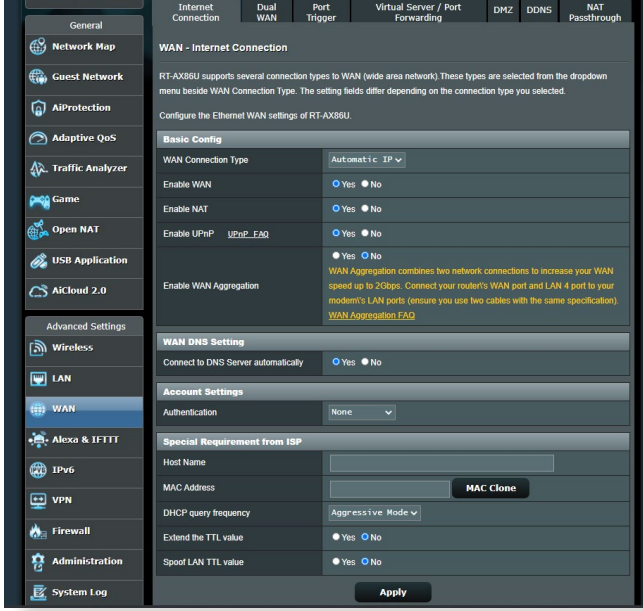 Internet Connection
Dual WAN
Port Trigger
Virtual Server / Port Forwarding
DMZ
DDNS
NAT Passthrough
General
Network Map
Guest Network
AiProtection
Adaptive QoS
Traffic Analyzer
Game
Open NAT
USB Application
AiCloud 2.0
Advanced Settings
Wireless
LAN
WAN
Alexa & IFTTT
IPv6
VPN
Firewall
Administration
System Log
WAN - Internet Connection
RT-AX86U supports several connection types to WAN (wide area network).These types are selected from the dropdown
menu beside WAN Connection Type. The setting fields differ depending on the connection type you selected.
Configure the Ethernet WAN settings of RT-AX86U.
Basic Config
WAN Connection Type Automatic IP
Enable WAN Yes No
Enable NAT Yes No
Enable UPnP UPnP FAQ Yes No
Enable WAN Aggregation Yes No
WAN Aggregation combines two network connections to increase your WAN
speed up to 2Gbps. Connect your router\'s WAN port and LAN 4 port to your
modem\'s LAN ports (ensure you use two cables with the same specification).
WAN Aggregation FAQ
WAN DNS Setting
Connect to DNS Server automatically Yes No
Account Settings
Authentication None
Special Requirement from ISP
Host Name
MAC Address MAC Clone
DHCP query frequency Aggressive Mode
Extend the TTL value Yes No
Spoof LAN TTL value Yes No
Apply